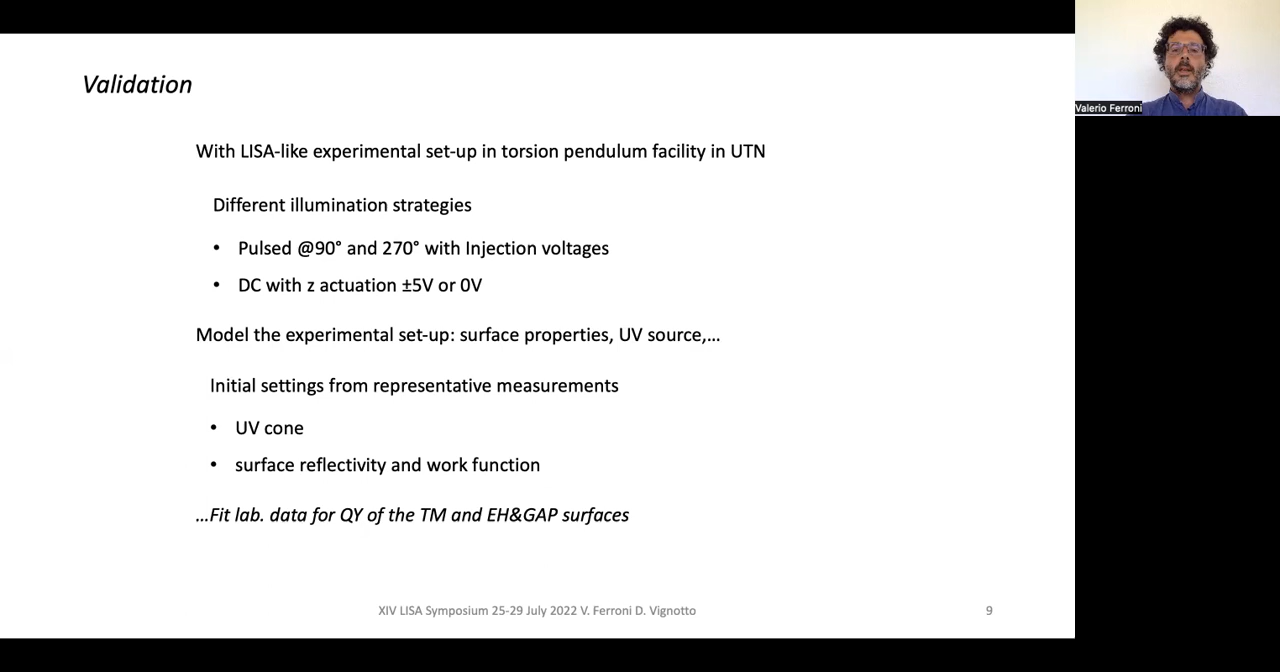 Validation
With LISA-like experimental set-up in torsion pendulum facility in UTN
Different illumination strategies
• Pulsed @90° and 270° with Injection voltages
• DC with z actuation ±5V or 0V
Model the experimental set-up: surface properties, UV source,...
Initial settings from representative measurements
• UV cone
• surface reflectivity and work function
...Fit lab. data for QY of the TM and EH&GAP surfaces
XIV LISA Symposium 25-29 July 2022 V. Ferroni D. Vignotto
9
Valerio Ferroni